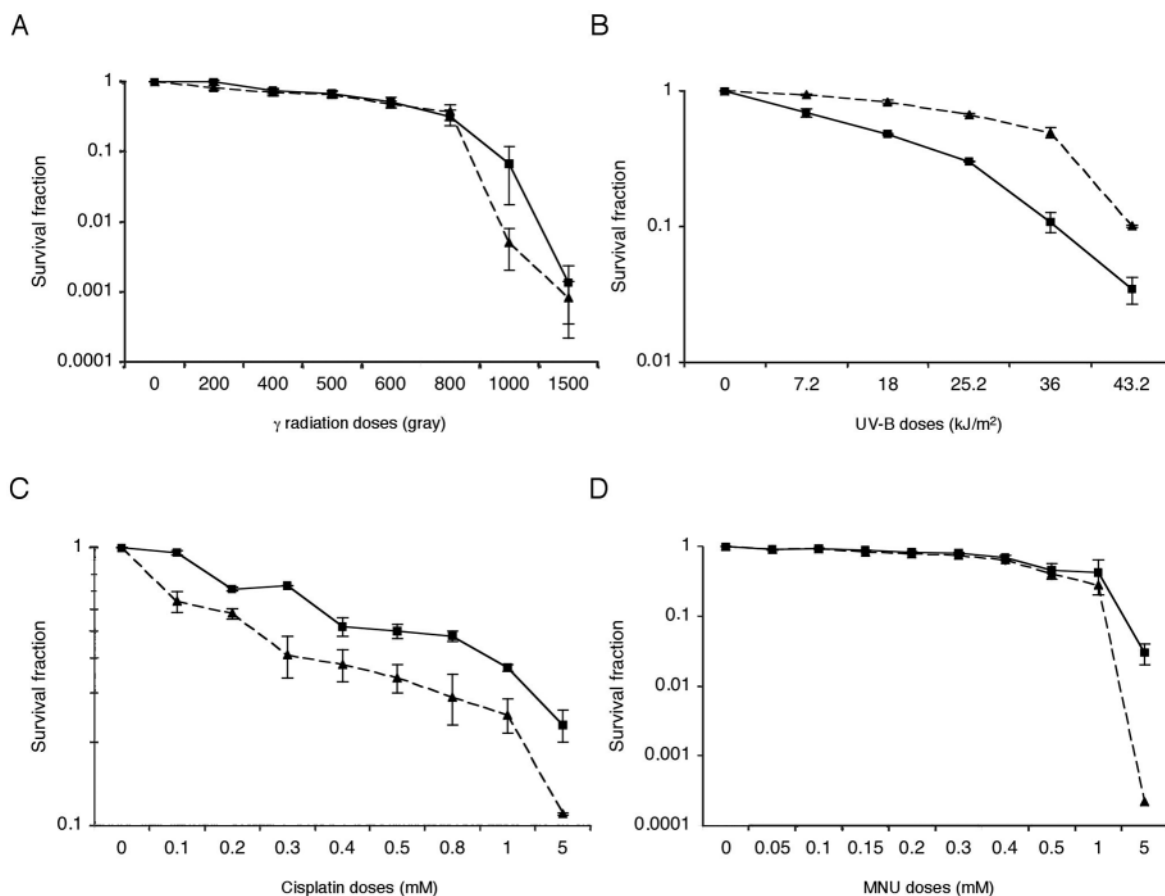 A
Survival fraction
1
0.1
0.01
0.001
0.0001
0 200 400 500 600 800 1000 1500
γ radiation doses (gray)
B
Survival fraction
1
0.1
0.01
0 7.2 18 25.2 36 43.2
UV-B doses (kJ/m²)
C
Survival fraction
1
0.1
0 0.1 0.2 0.3 0.4 0.5 0.8 1 5
Cisplatin doses (mM)
D
Survival fraction
1
0.1
0.01
0.001
0.0001
0 0.05 0.1 0.15 0.2 0.3 0.4 0.5 1 5
MNU doses (mM)